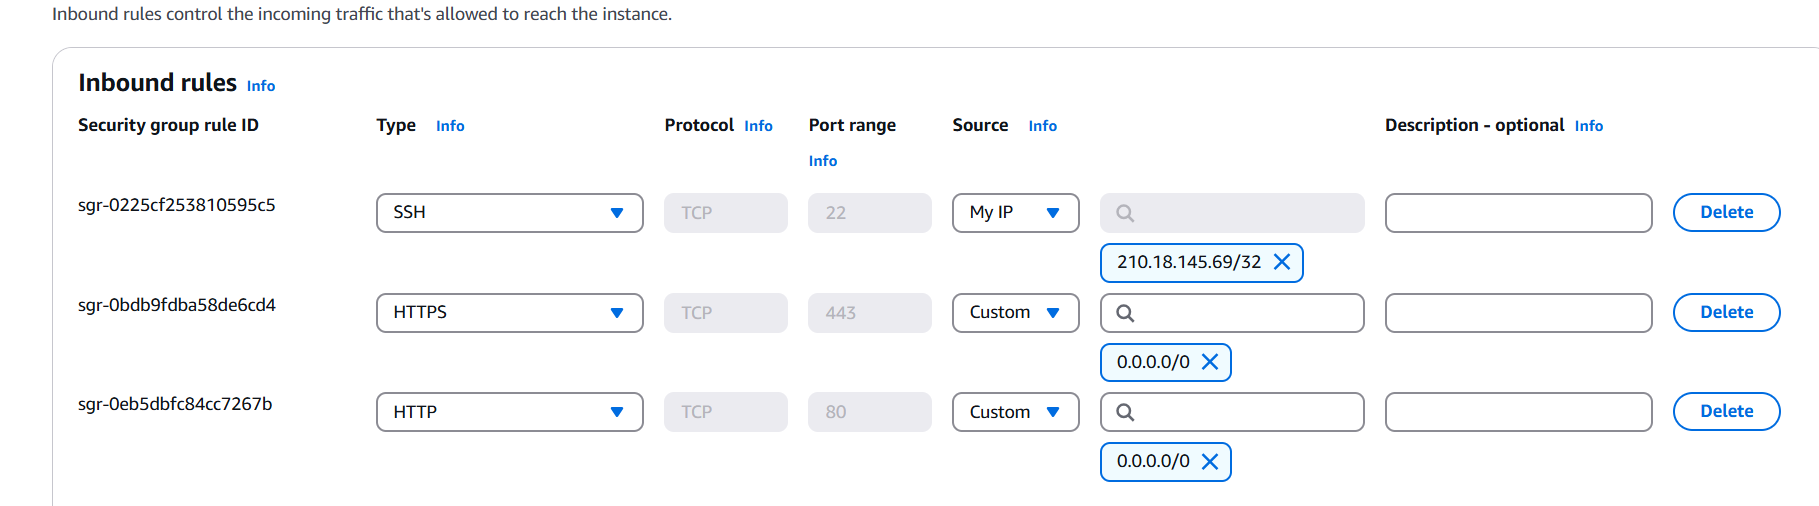 Inbound rules control the incoming traffic that's allowed to reach the instance.
Inbound rules Info
Security group rule ID Type Info Protocol Info Port range Info Source Info Description - optional Info
sgr-0225cf253810595c5 SSH TCP 22 My IP Delete
210.18.145.69/32
sgr-0bdb9fdba58de6cd4 HTTPS TCP 443 Custom Delete
0.0.0.0/0
sgr-0eb5dbfc84cc7267b HTTP TCP 80 Custom Delete
0.0.0.0/0